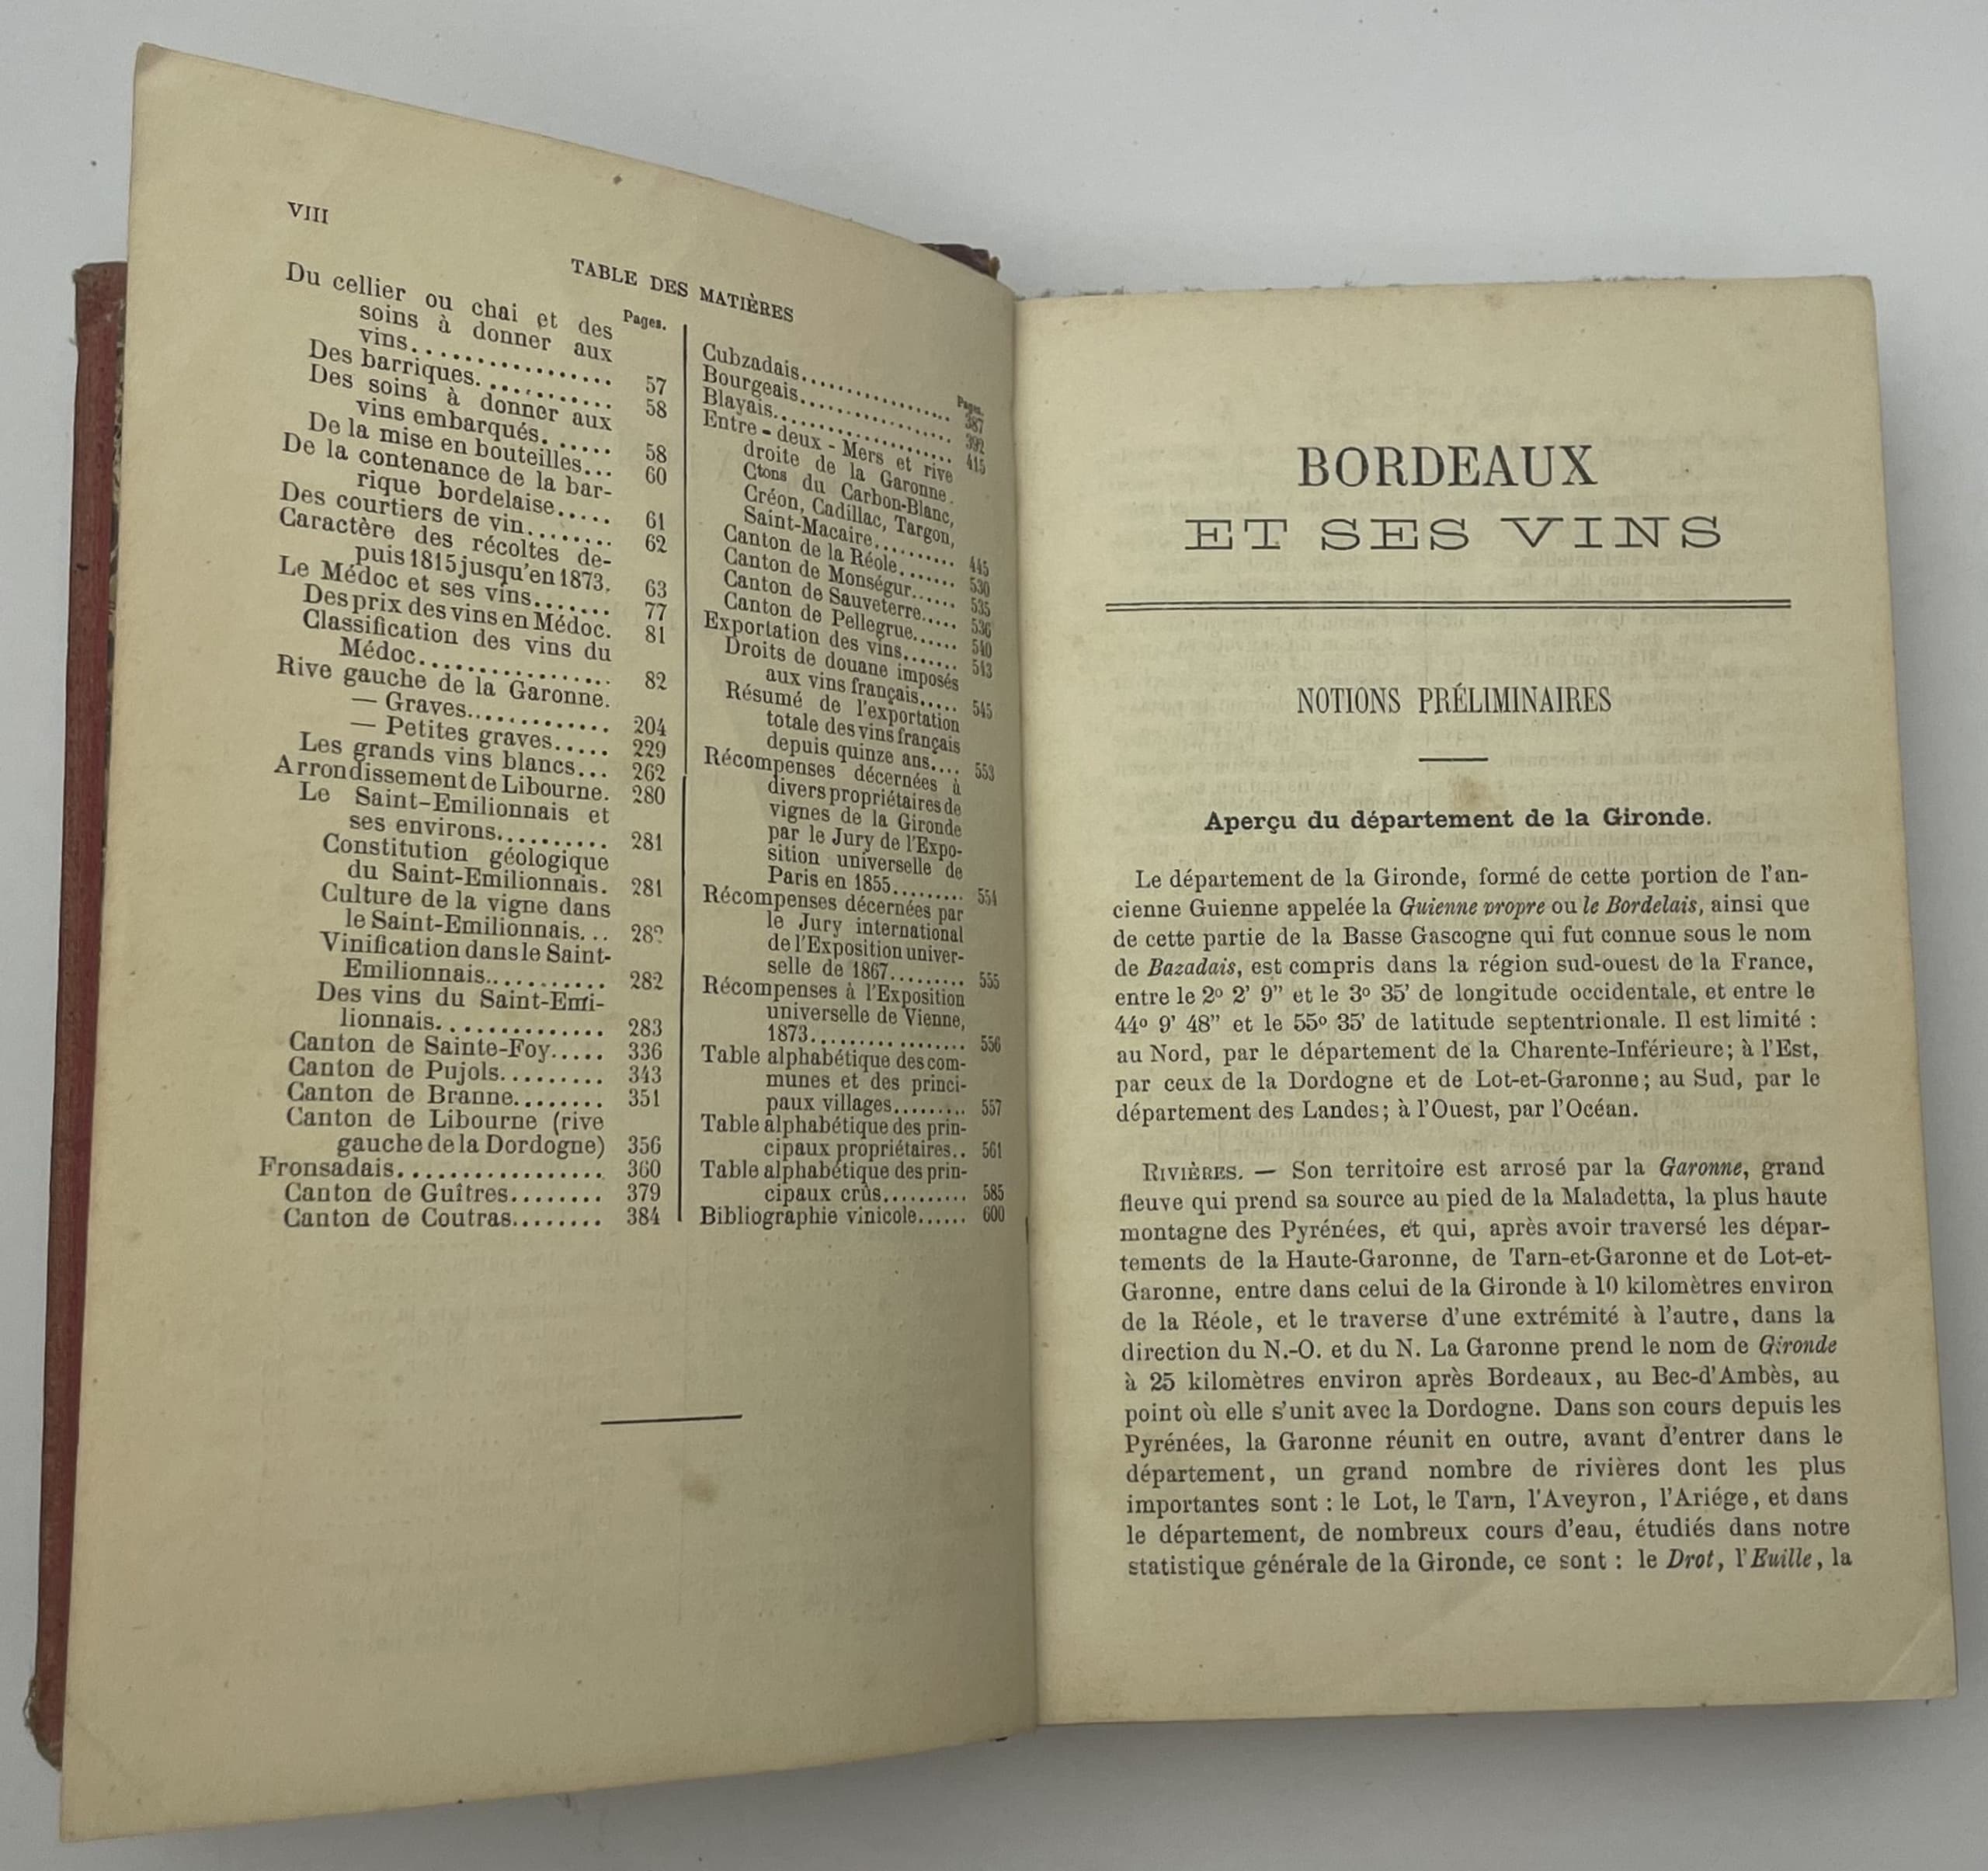 VIII
TABLE DES MATIÈRES
Pages.
Du cellier ou chai et des
soins à donner aux
vins.................. 57
Des barriques............ 58
Des soins à donner aux
vins embarqués...... 58
De la mise en bouteilles... 60
De la contenance de la bar-
rique bordelaise..... 61
Des courtiers de vin........ 62
Caractère des récoltes de-
puis 1815 jusqu'en 1873. 63
Le Médoc et ses vins....... 77
Des prix des vins en Médoc. 81
Classification des vins du
Médoc................ 82
Rive gauche de la Garonne.
— Graves............. 204
— Petites graves..... 229
Les grands vins blancs... 262
Arrondissement de Libourne. 280
Le Saint-Emilionnais et
ses environs.......... 281
Constitution géologique
du Saint-Emilionnais. 281
Culture de la vigne dans
le Saint-Emilionnais... 282
Vinification dans le Saint-
Emilionnais........... 282
Des vins du Saint-Emi-
lionnais............... 283
Canton de Sainte-Foy..... 336
Canton de Pujols......... 343
Canton de Branne........ 351
Canton de Libourne (rive
gauche de la Dordogne) 356
Fronsadais................. 360
Canton de Guîtres........ 379
Canton de Coutras........ 384
Pages.
Cubzadais.................. 387
Bourgeais.................. 392
Blayais.................... 415
Entre-deux-Mers et rive
droite de la Garonne.
Ctons du Carbon-Blanc,
Créon, Cadillac, Targon,
Saint-Macaire......... 445
Canton de la Réole....... 530
Canton de Monségur...... 535
Canton de Sauveterre..... 536
Canton de Pellegrue...... 540
Exportation des vins....... 543
Droits de douane imposés
aux vins français..... 545
Résumé de l'exportation
totale des vins français
depuis quinze ans.... 553
Récompenses décernées à
divers propriétaires de
vignes de la Gironde
par le Jury de l'Expo-
sition universelle de
Paris en 1855......... 554
Récompenses décernées par
le Jury international
de l'Exposition univer-
selle de 1867......... 555
Récompenses à l'Exposition
universelle de Vienne,
1873.................. 556
Table alphabétique des com-
munes et des princi-
paux villages......... 557
Table alphabétique des prin-
cipaux propriétaires.. 561
Table alphabétique des prin-
cipaux crûs.......... 585
Bibliographie vinicole...... 600
BORDEAUX
ET SES VINS
NOTIONS PRÉLIMINAIRES
Aperçu du département de la Gironde.
Le département de la Gironde, formé de cette portion de l'an-
cienne Guienne appelée la Guienne propre ou le Bordelais, ainsi que
de cette partie de la Basse Gascogne qui fut connue sous le nom
de Bazadais, est compris dans la région sud-ouest de la France,
entre le 2º 2' 9" et le 3º 35' de longitude occidentale, et entre le
44º 9' 48" et le 55º 35' de latitude septentrionale. Il est limité :
au Nord, par le département de la Charente-Inférieure; à l'Est,
par ceux de la Dordogne et de Lot-et-Garonne; au Sud, par le
département des Landes; à l'Ouest, par l'Océan.
RIVIÈRES. — Son territoire est arrosé par la Garonne, grand
fleuve qui prend sa source au pied de la Maladetta, la plus haute
montagne des Pyrénées, et qui, après avoir traversé les dépar-
tements de la Haute-Garonne, de Tarn-et-Garonne et de Lot-et-
Garonne, entre dans celui de la Gironde à 10 kilomètres environ
de la Réole, et le traverse d'une extrémité à l'autre, dans la
direction du N.-O. et du N. La Garonne prend le nom de Gironde
à 25 kilomètres environ après Bordeaux, au Bec-d'Ambès, au
point où elle s'unit avec la Dordogne. Dans son cours depuis les
Pyrénées, la Garonne réunit en outre, avant d'entrer dans le
département, un grand nombre de rivières dont les plus
importantes sont : le Lot, le Tarn, l'Aveyron, l'Ariége, et dans
le département, de nombreux cours d'eau, étudiés dans notre
statistique générale de la Gironde, ce sont : le Drot, l'Euille, la